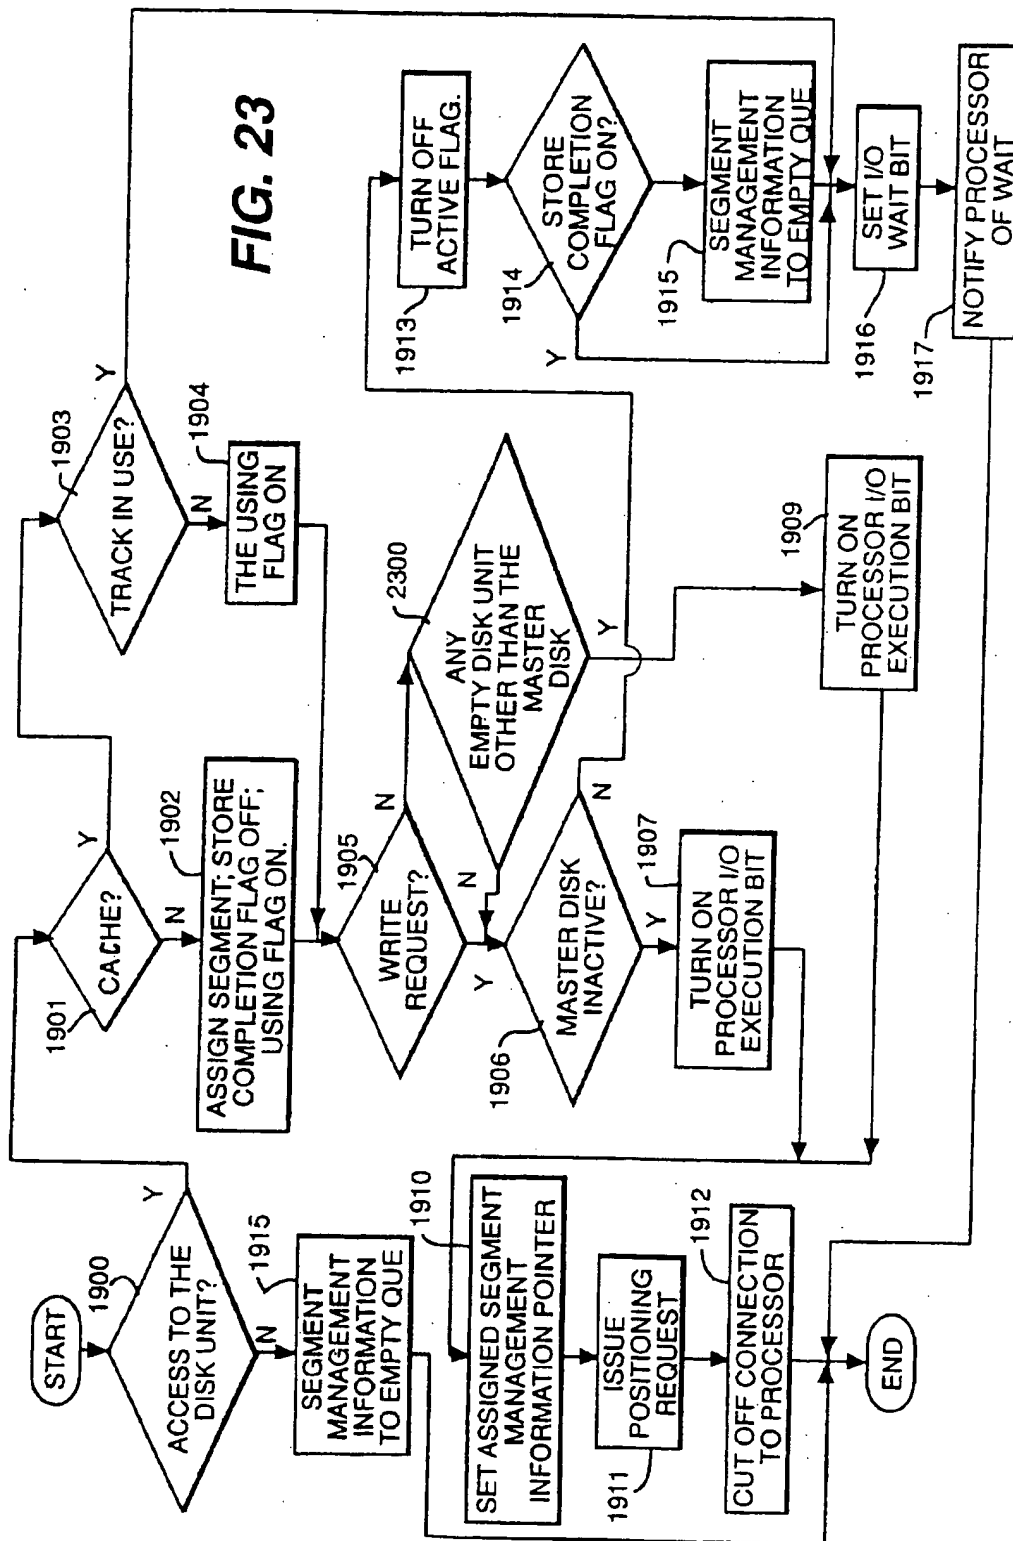 FIG. 23
START
1900
ACCESS TO THE
DISK UNIT?
Y
N
1915
SEGMENT
MANAGEMENT
INFORMATION
TO EMPTY QUE
1901
CACHE?
Y
N
1902
ASSIGN SEGMENT; STORE
COMPLETION FLAG OFF;
USING FLAG ON.
1903
TRACK IN USE?
Y
N
1904
THE USING
FLAG ON
1905
WRITE
REQUEST?
N
Y
2300
ANY
EMPTY DISK UNIT
OTHER THAN THE
MASTER
DISK
N
Y
1906
MASTER DISK
INACTIVE?
N
Y
1907
TURN ON
PROCESSOR I/O
EXECUTION BIT
1909
TURN ON
PROCESSOR I/O
EXECUTION BIT
1910
SET ASSIGNED SEGMENT
MANAGEMENT
INFORMATION POINTER
1911
ISSUE
POSITIONING
REQUEST
1912
CUT OFF CONNECTION
TO PROCESSOR
END
1913
TURN OFF
ACTIVE FLAG.
1914
STORE
COMPLETION
FLAG ON?
Y
1915
SEGMENT
MANAGEMENT
INFORMATION
TO EMPTY QUE
1916
SET I/O
WAIT BIT
1917
NOTIFY PROCESSOR
OF WAIT